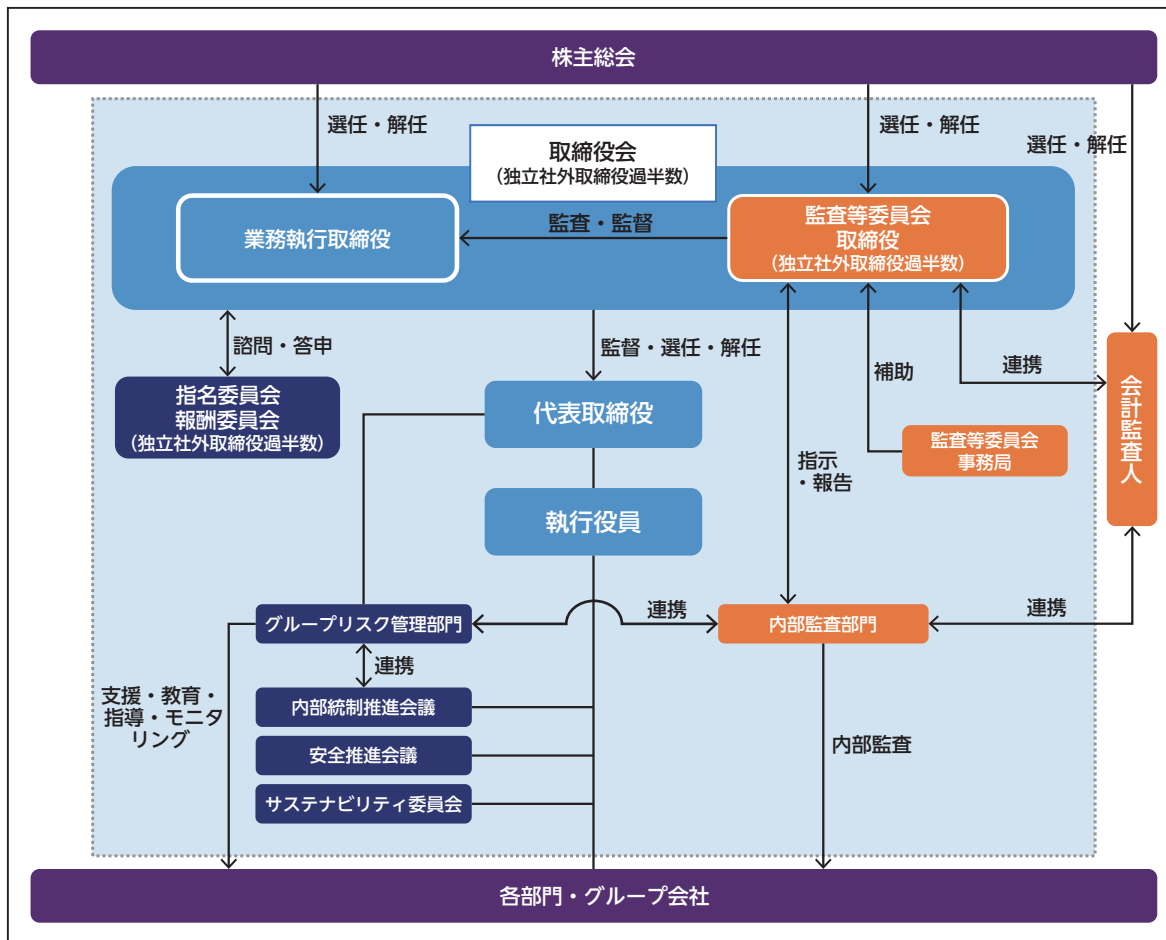 株主総会
選任・解任
選任・解任
選任・解任
取締役会
（独立社外取締役過半数）
業務執行取締役
監査・監督
監査等委員会
取締役
（独立社外取締役過半数）
諮問・答申
監督・選任・解任
補助
連携
指名委員会
報酬委員会
（独立社外取締役過半数）
代表取締役
監査等委員会
事務局
会計監査人
指示
・報告
執行役員
グループリスク管理部門
連携
内部監査部門
連携
連携
支援・教育・
指導・モニタ
リング
内部統制推進会議
安全推進会議
内部監査
サステナビリティ委員会
各部門・グループ会社